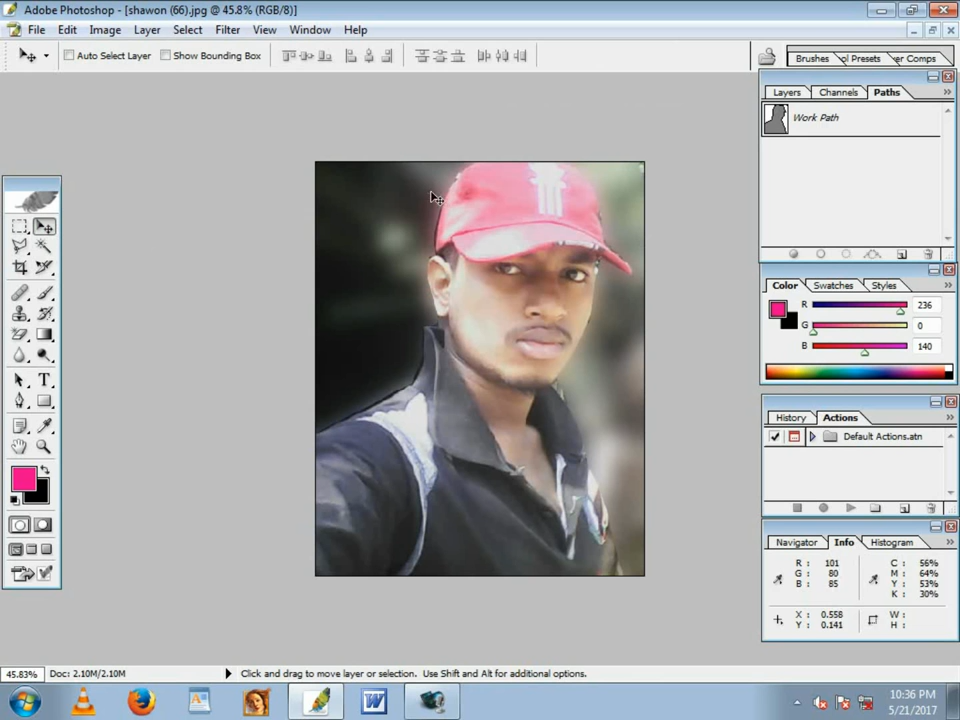 Adobe Photoshop - [shawon (66).jpg @ 45.8% (RGB/8)]
File Edit Image Layer Select Filter View Window Help
Auto Select Layer Show Bounding Box
Brushes ol Presets er Comps
Layers Channels Paths
Work Path
Color Swatches Styles
R 236
G 0
B 140
History Actions
Default Actions.atn
Navigator Info Histogram
R : 101 C : 56%
G : 80 M : 64%
B : 85 Y : 53%
K : 30%
X : 0.558 W :
Y : 0.141 H :
45.83% Doc: 2.10M/2.10M Click and drag to move layer or selection. Use Shift and Alt for additional options.
10:36 PM
5/21/2017